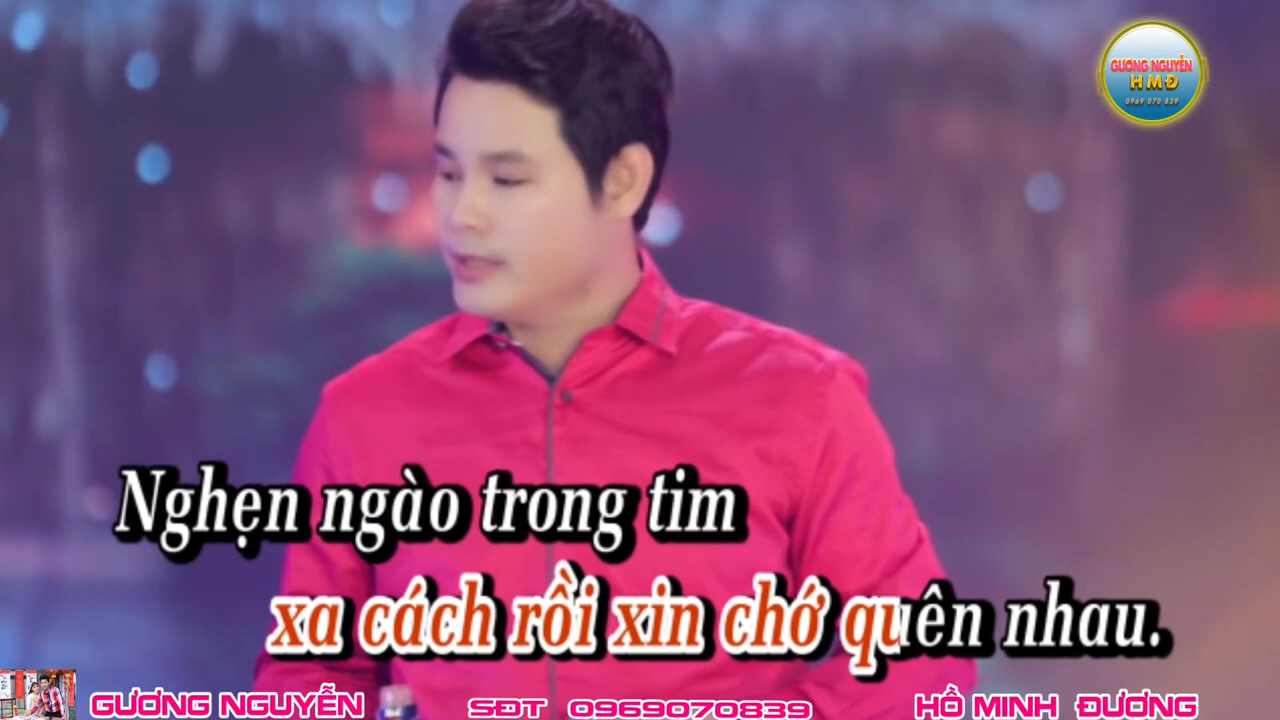 GƯƠNG NGUYỄN
HMĐ
0969 070 839
Nghẹn ngào trong tim
xa cách rồi xin chớ quên nhau.
GƯƠNG NGUYỄN SĐT 0969070839 HỒ MINH ĐƯƠNG